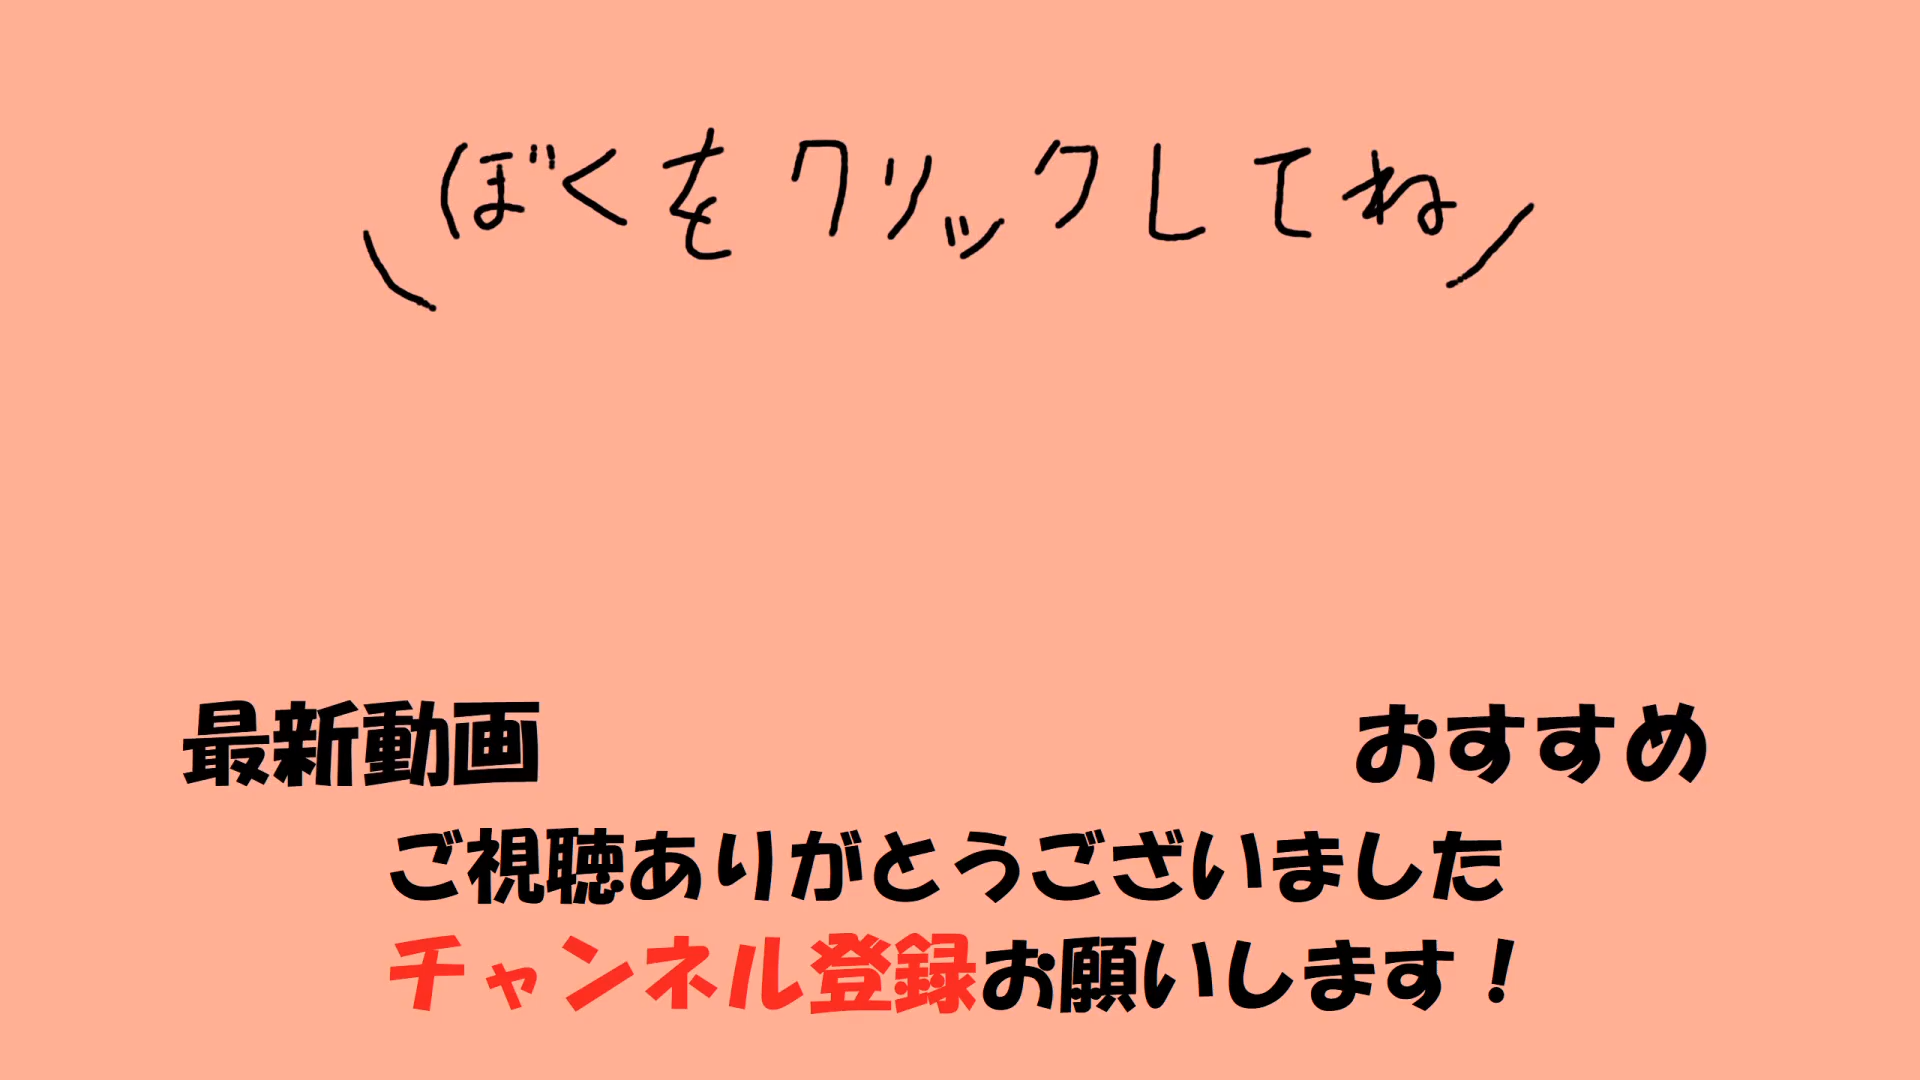 \ぼくをクリックしてね/
最新動画
おすすめ
ご視聴ありがとうございました
チャンネル登録お願いします！